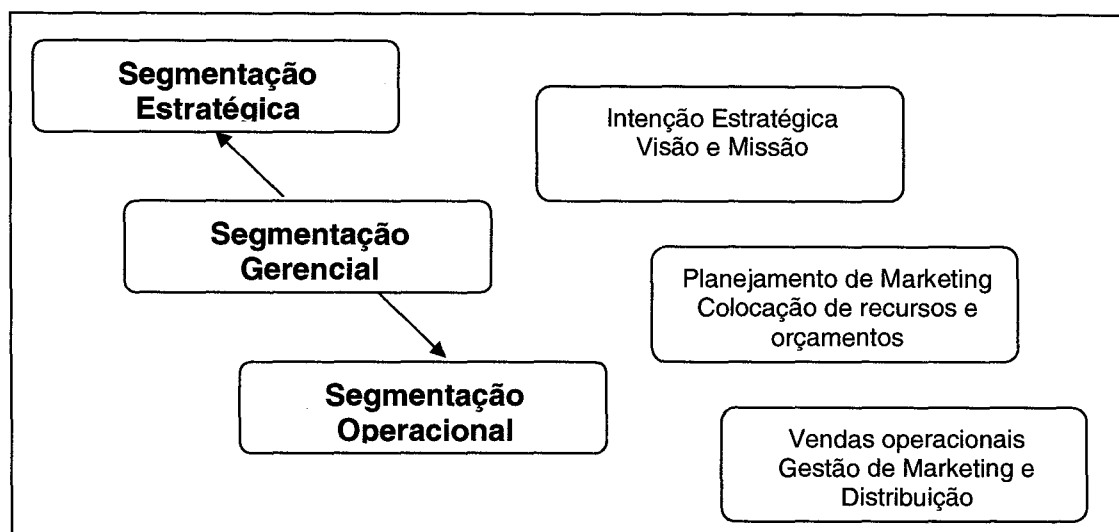 Segmentação
Estratégica
Intenção Estratégica
Visão e Missão
Segmentação
Gerencial
Planejamento de Marketing
Colocação de recursos e
orçamentos
Segmentação
Operacional
Vendas operacionais
Gestão de Marketing e
Distribuição